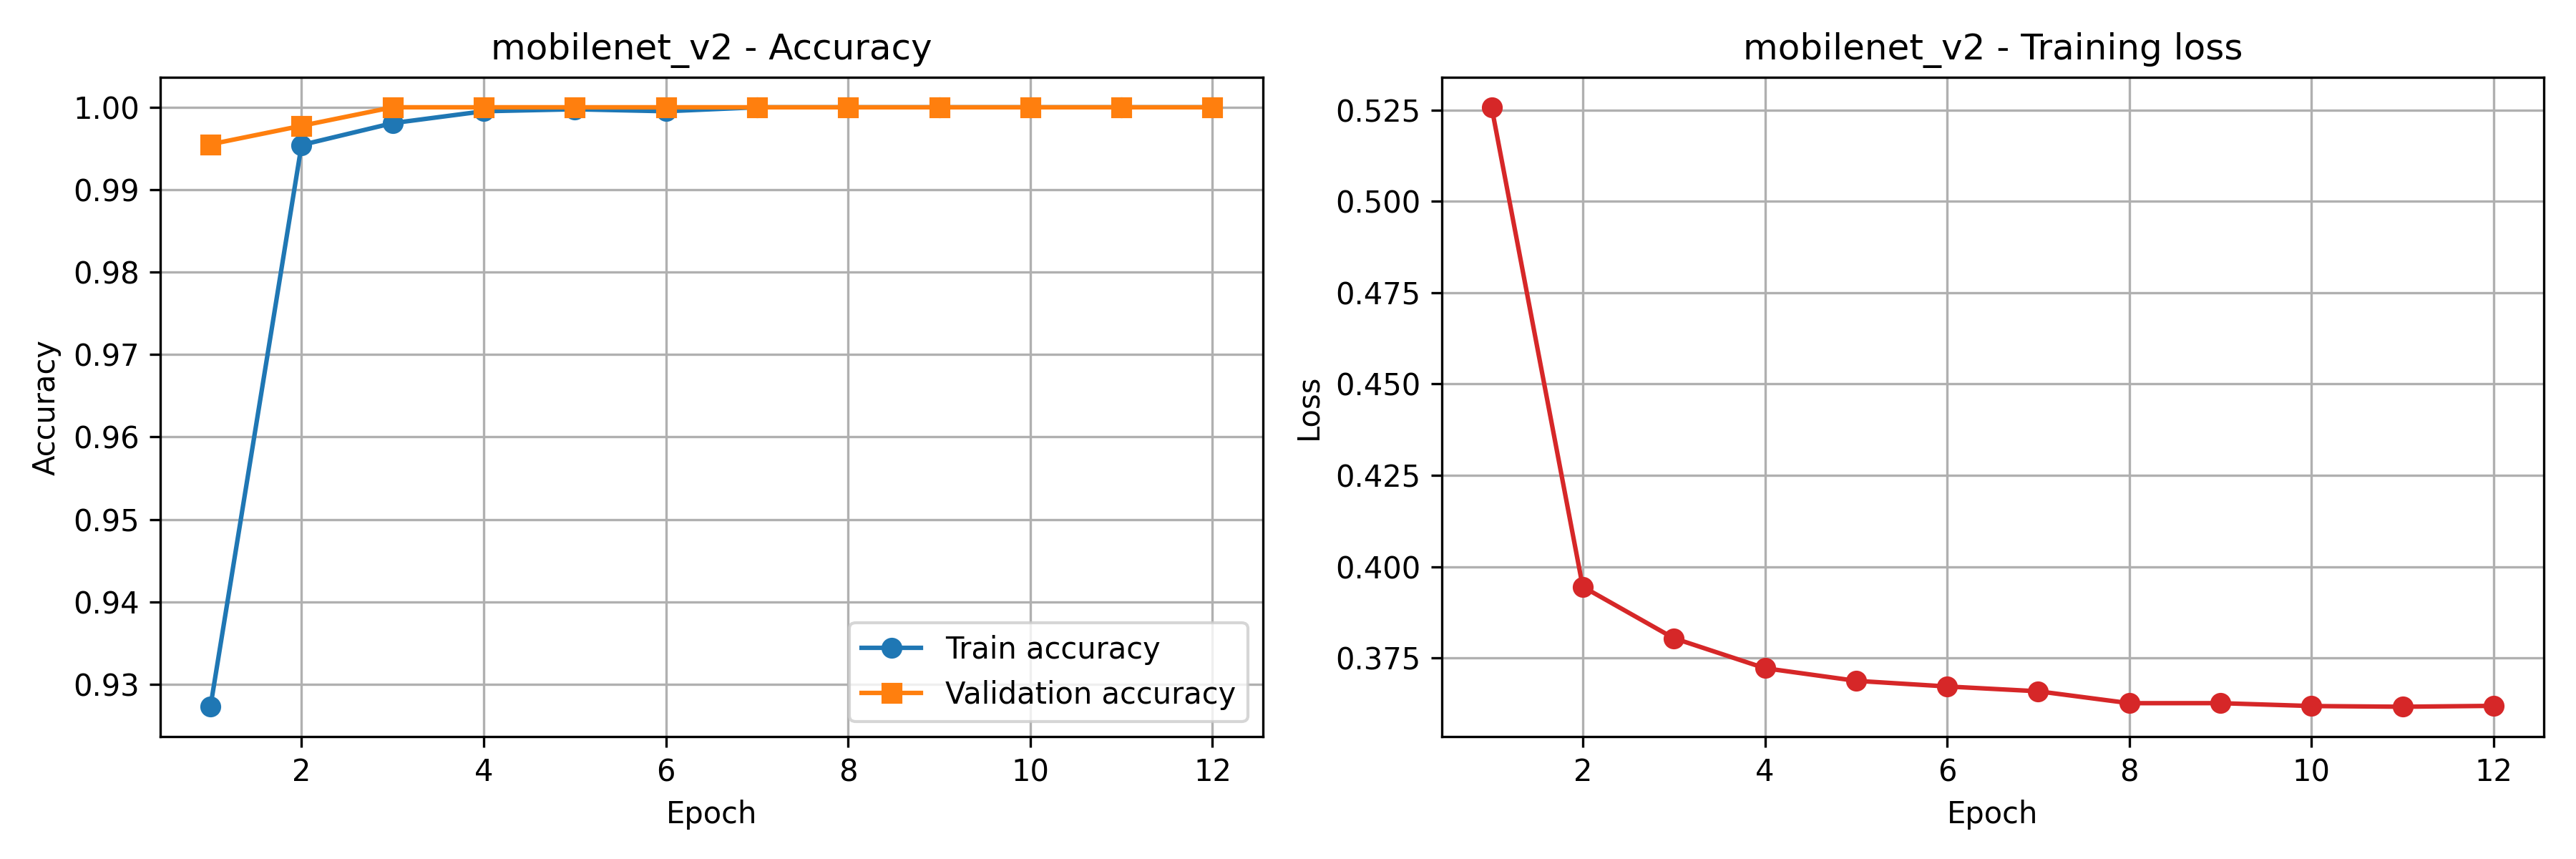 mobilenet_v2 - Accuracy
1.00
0.99
0.98
0.97
0.96
0.95
0.94
0.93
Accuracy
2 4 6 8 10 12
Epoch
Train accuracy
Validation accuracy
mobilenet_v2 - Training loss
0.525
0.500
0.475
0.450
0.425
0.400
0.375
Loss
2 4 6 8 10 12
Epoch